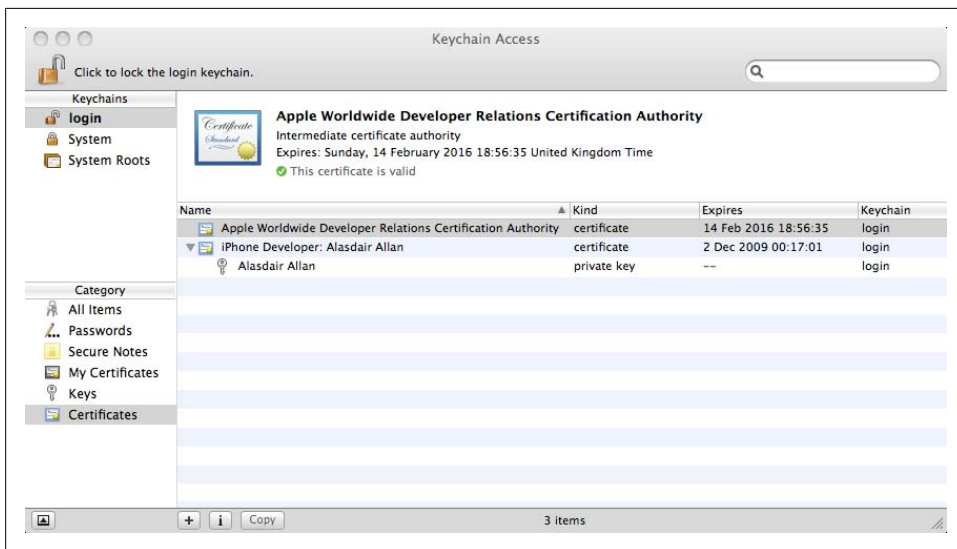 Keychain Access
Click to lock the login keychain.
Keychains
login
System
System Roots
Certificate
Standard
Apple Worldwide Developer Relations Certification Authority
Intermediate certificate authority
Expires: Sunday, 14 February 2016 18:56:35 United Kingdom Time
This certificate is valid
Name Kind Expires Keychain
Apple Worldwide Developer Relations Certification Authority certificate 14 Feb 2016 18:56:35 login
iPhone Developer: Alasdair Allan certificate 2 Dec 2009 00:17:01 login
Alasdair Allan private key -- login
Category
All Items
Passwords
Secure Notes
My Certificates
Keys
Certificates
+ i Copy 3 items